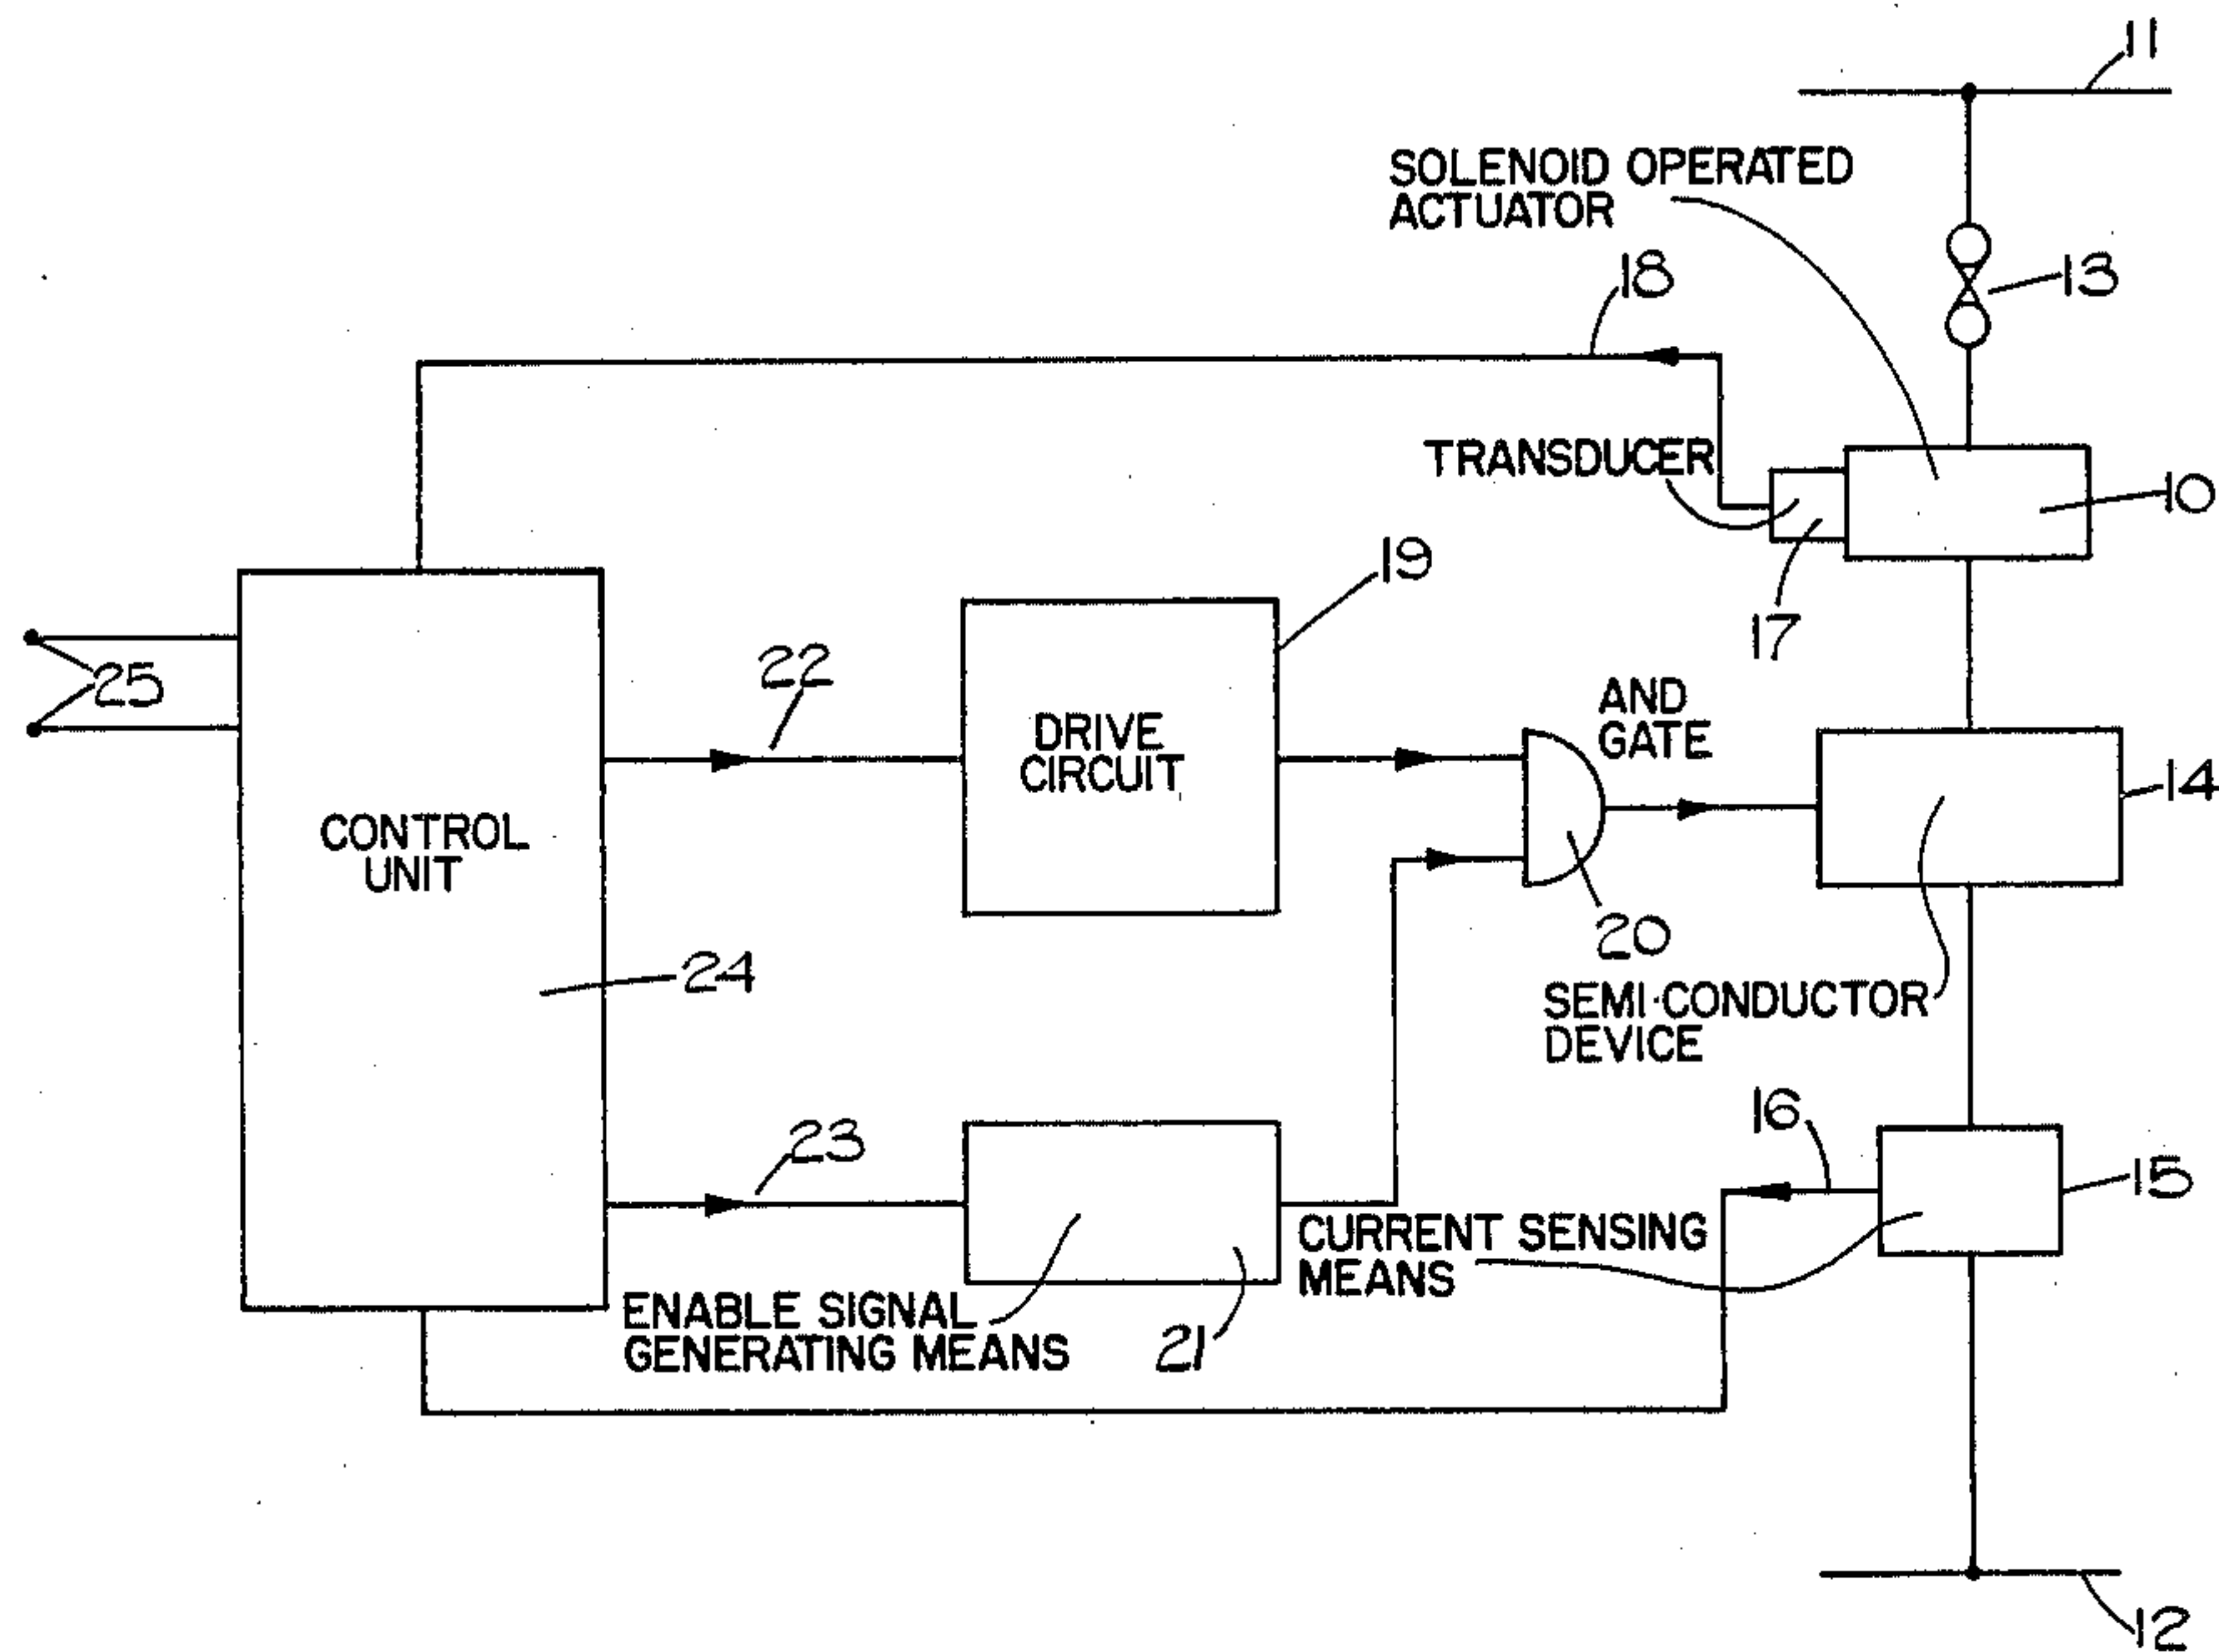 11
SOLENOID OPERATED
ACTUATOR
18
13
TRANSDUCER
10
19
17
25
22
AND
GATE
DRIVE
CIRCUIT
14
CONTROL
UNIT
20
24
SEMI-CONDUCTOR
DEVICE
16
23
15
CURRENT SENSING
MEANS
ENABLE SIGNAL
GENERATING MEANS
21
12